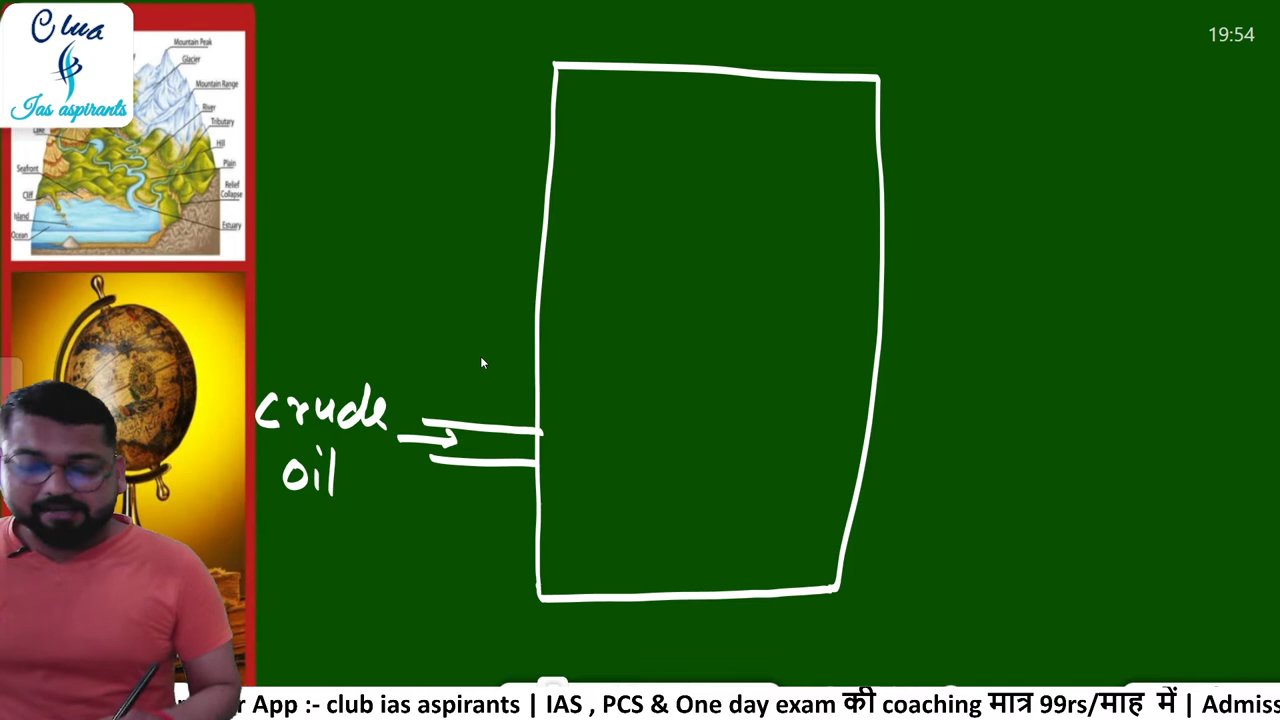 Clua
Ias aspirants
Mountain Peak
Glacier
Mountain Range
River
Tributary
Lake
Hill
Seafront
Plain
Relief
Collapse
Cliff
Island
Estuary
Ocean
19:54
Crude
oil
App :- club ias aspirants | IAS , PCS & One day exam की coaching मात्र 99rs/माह में |